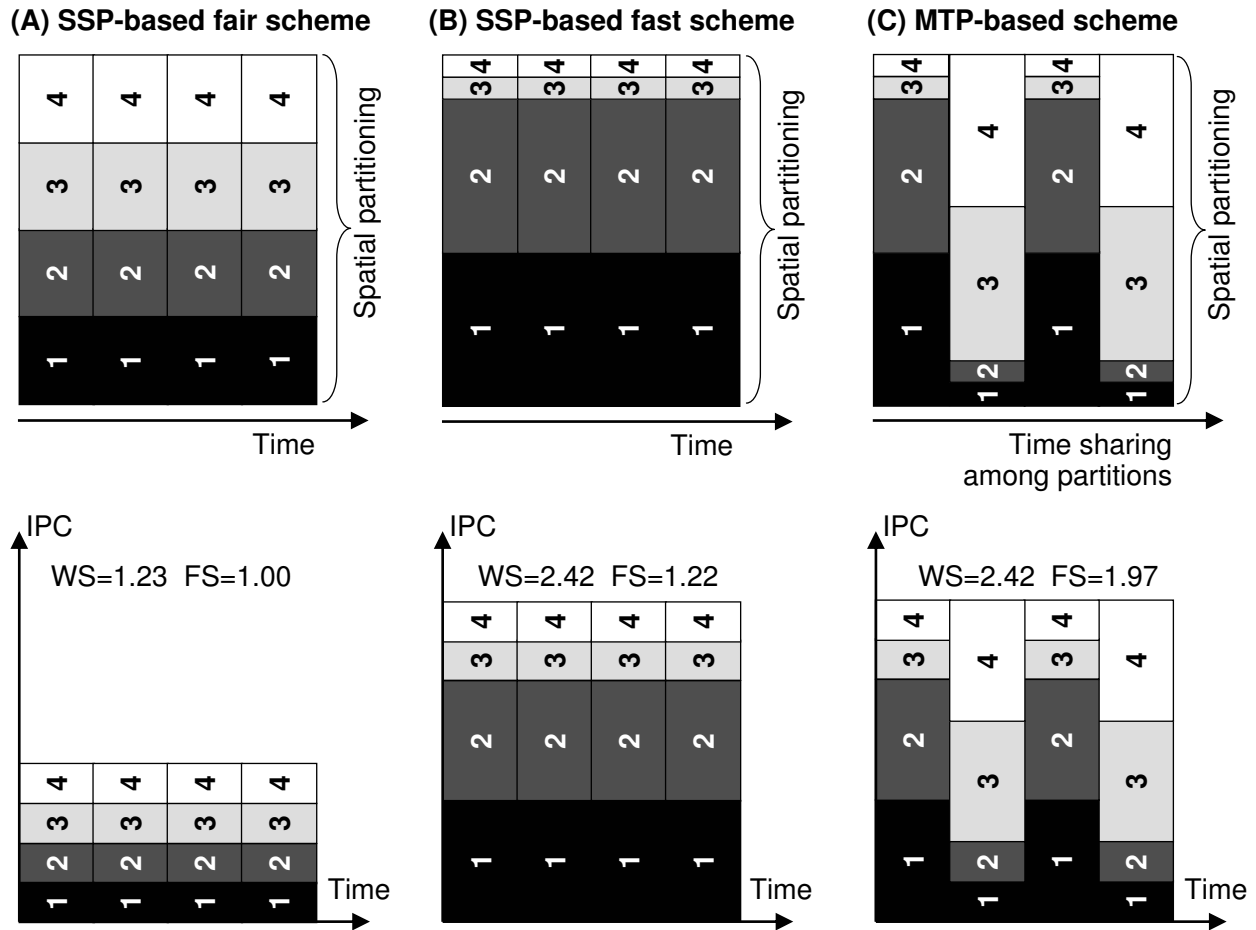 (A) SSP-based fair scheme
4 4 4 4
3 3 3 3
2 2 2 2
1 1 1 1
Spatial partitioning
Time
(B) SSP-based fast scheme
4 4 4 4
3 3 3 3
2 2 2 2
1 1 1 1
Spatial partitioning
Time
(C) MTP-based scheme
4 4 4 4
3 3 3 3
2 2 2 2
1 1 1 1
Spatial partitioning
Time sharing
among partitions
IPC
WS=1.23 FS=1.00
4 4 4 4
3 3 3 3
2 2 2 2
1 1 1 1
Time
IPC
WS=2.42 FS=1.22
4 4 4 4
3 3 3 3
2 2 2 2
1 1 1 1
Time
IPC
WS=2.42 FS=1.97
4 4 4 4
3 3 3 3
2 2 2 2
1 1 1 1
Time